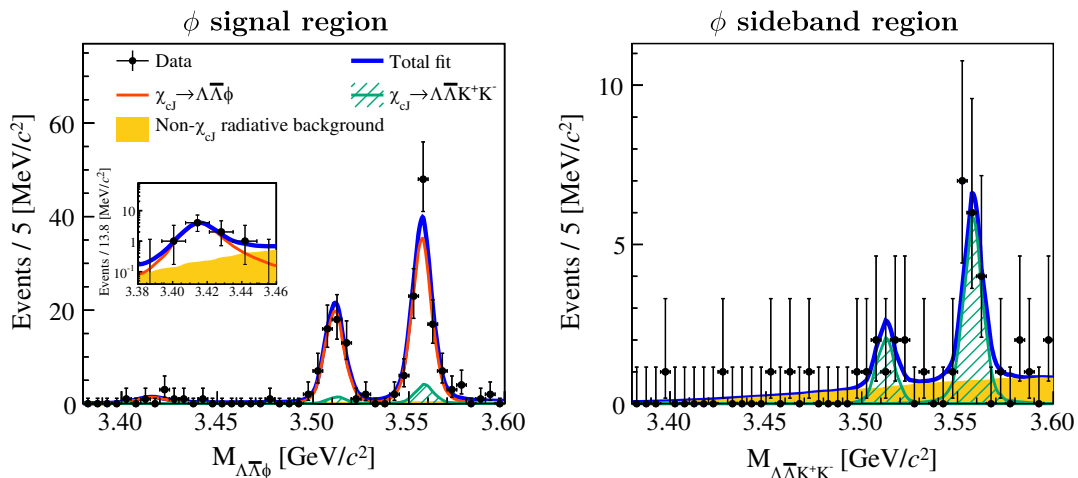 ϕ signal region
Events / 5 [MeV/c²]
60
40
20
0
Data
Total fit
χcJ→ΛΛ̅ϕ
χcJ→ΛΛ̅K⁺K⁻
Non-χcJ radiative background
Events / 13.8 [MeV/c²]
10
1
10⁻¹
3.38 3.40 3.42 3.44 3.46
3.40 3.45 3.50 3.55 3.60
MΛΛ̅ϕ [GeV/c²]
ϕ sideband region
Events / 5 [MeV/c²]
10
5
0
3.40 3.45 3.50 3.55 3.60
MΛΛ̅K⁺K⁻ [GeV/c²]